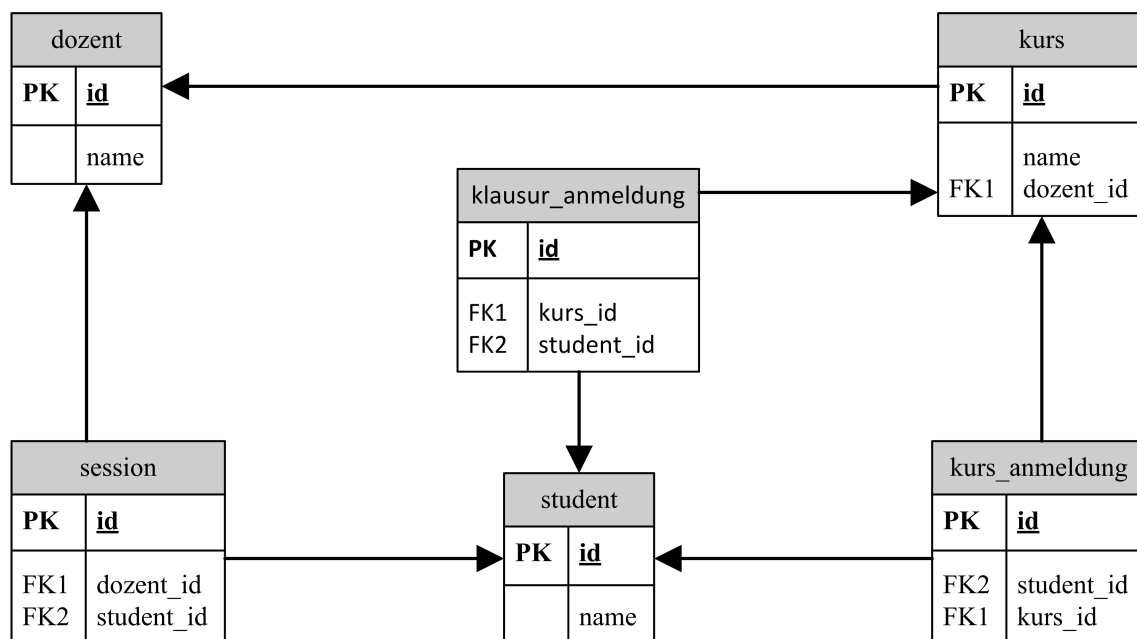 dozent
PK id
name
kurs
PK id
name
FK1 dozent_id
klausur_anmeldung
PK id
FK1 kurs_id
FK2 student_id
session
PK id
FK1 dozent_id
FK2 student_id
student
PK id
name
kurs_anmeldung
PK id
FK2 student_id
FK1 kurs_id